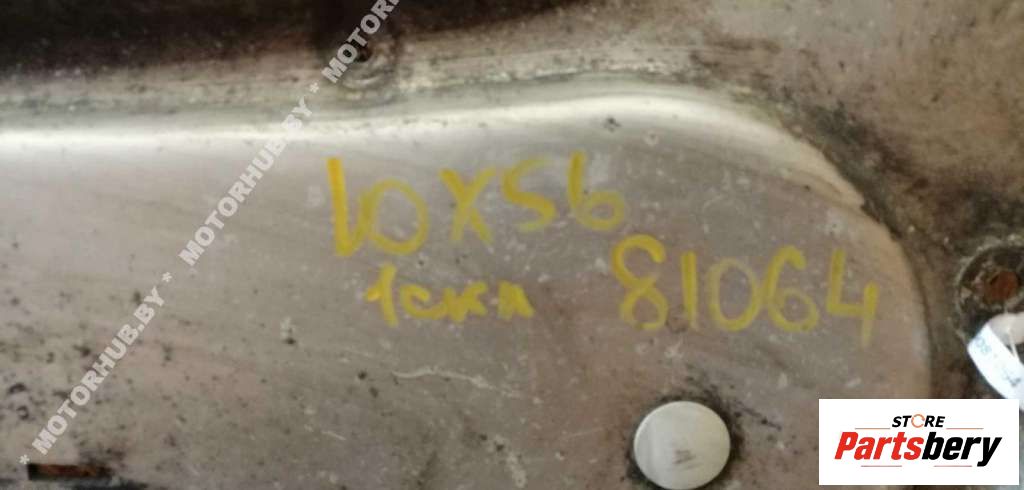 * MOTORHUB.BY * MOTORHUB.BY * MOTORHUB.BY
10X56
1скл 81064
STORE
Partsbery